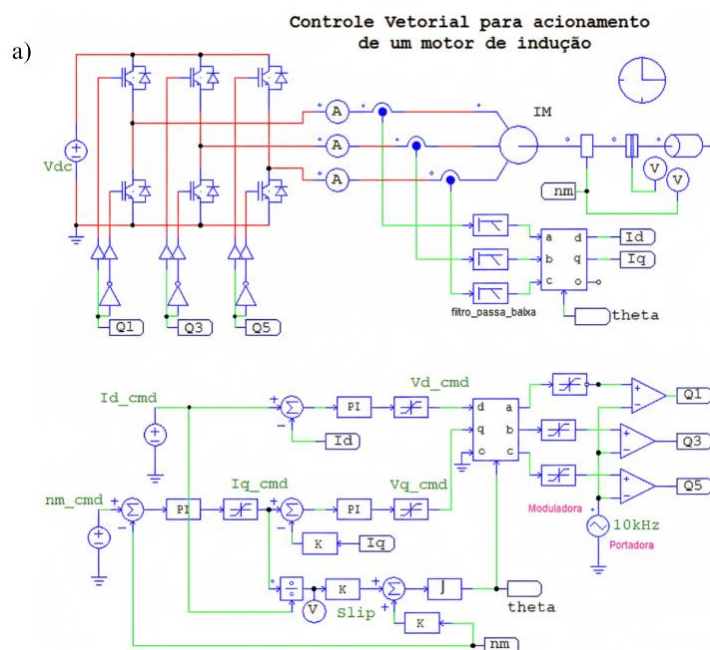 Controle Vetorial para acionamento
de um motor de indução
a)
IM
A
A
A
Vdc
V
V
nm
a
d
Id
b
q
Iq
c
o
Q1
Q3
Q5
filtro_passa_baixa
theta
Id_cmd
Vd_cmd
PI
d
a
Q1
Id
q
b
Q3
o
c
Q5
nm_cmd
Iq_cmd
Vq_cmd
PI
PI
Moduladora
10kHz
Portadora
K
Iq
K
V
Slip
theta
K
nm